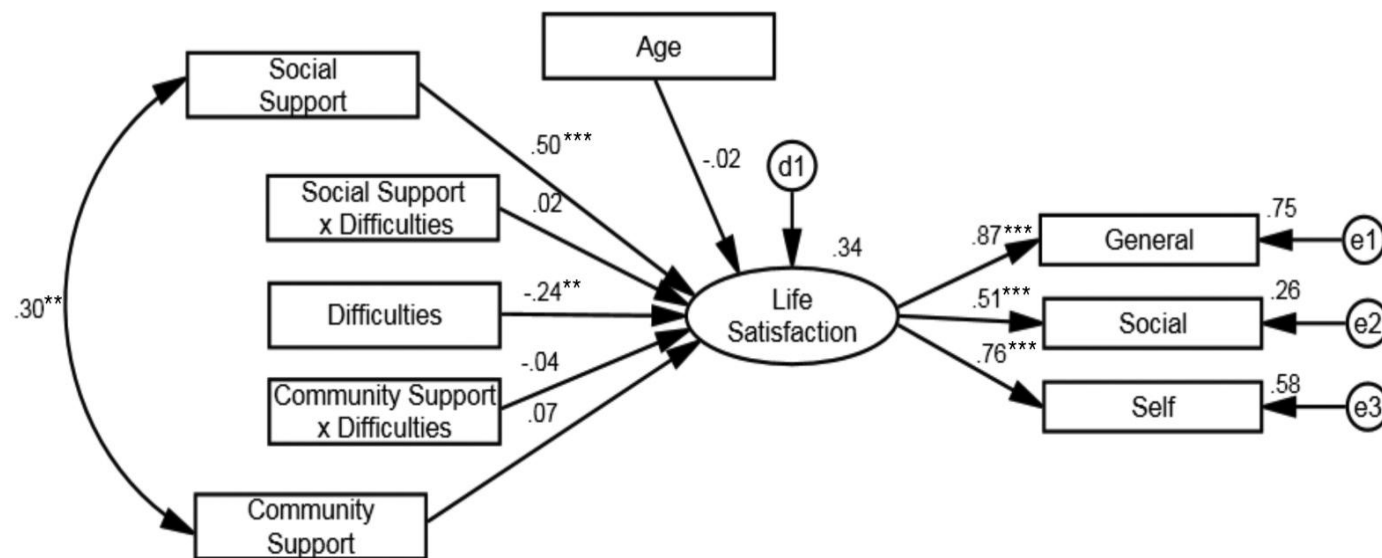 Age
Social
Support
.50***
-.02
d1
Social Support
x Difficulties
.02
.75
.87***
General
e1
.34
.30**
Difficulties
-.24**
Life
Satisfaction
.51***
.26
Social
e2
-.04
.76***
Community Support
x Difficulties
.07
.58
Self
e3
Community
Support